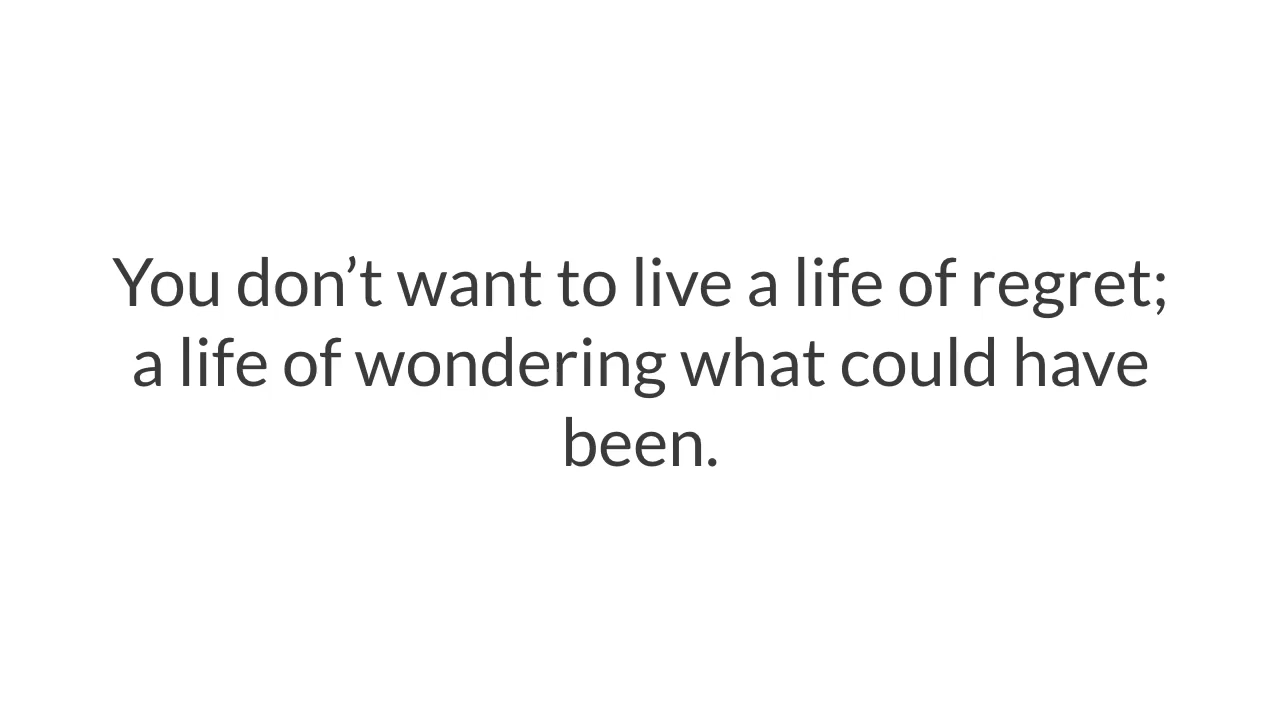 You don’t want to live a life of regret;
a life of wondering what could have
been.